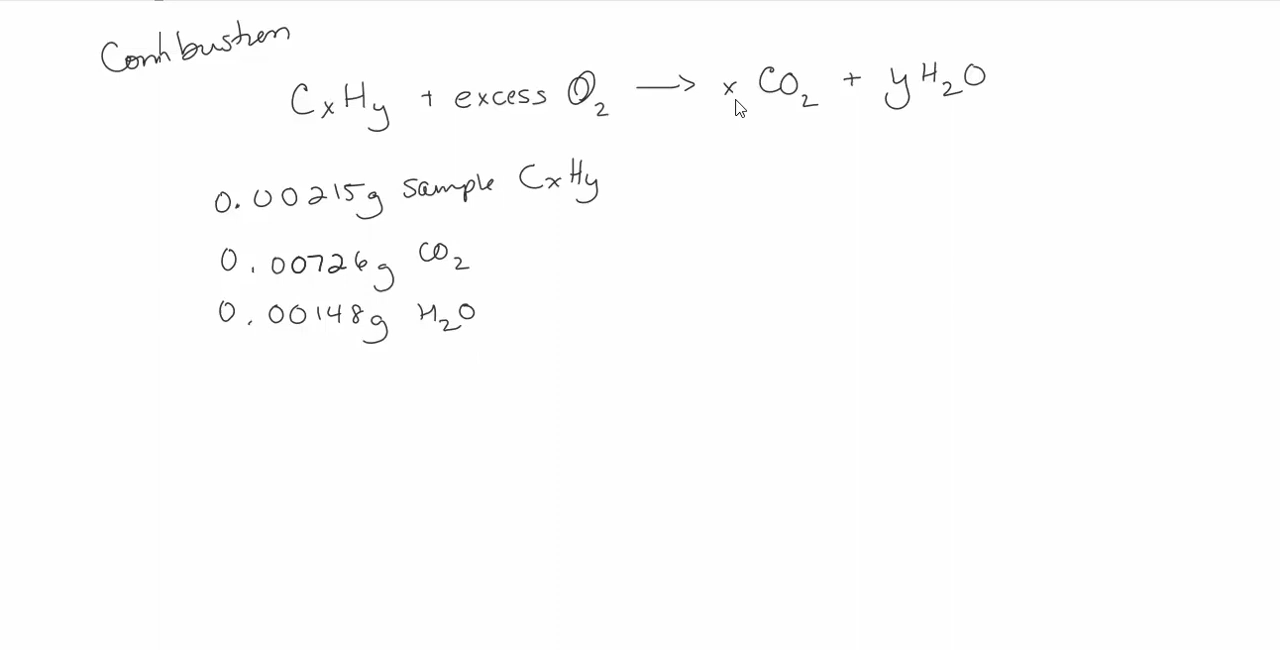 Combustion
CxHy + excess O2 → x CO2 + y H2O
0.00215g sample CxHy
0.00726g CO2
0.00148g H2O